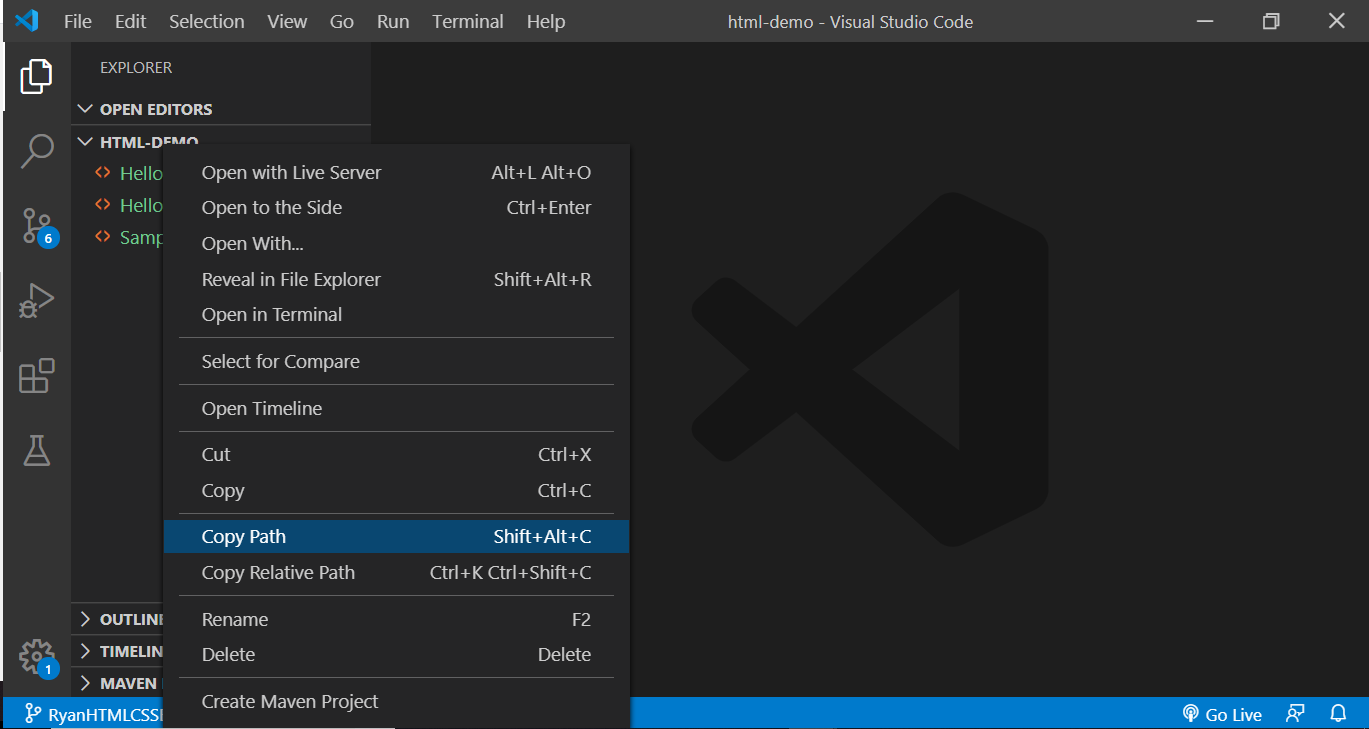 File Edit Selection View Go Run Terminal Help html-demo - Visual Studio Code
EXPLORER
OPEN EDITORS
HTML-DEMO
Hello
Hello
Samp
6
Open with Live Server Alt+L Alt+O
Open to the Side Ctrl+Enter
Open With...
Reveal in File Explorer Shift+Alt+R
Open in Terminal
Select for Compare
Open Timeline
Cut Ctrl+X
Copy Ctrl+C
Copy Path Shift+Alt+C
Copy Relative Path Ctrl+K Ctrl+Shift+C
Rename F2
Delete Delete
Create Maven Project
OUTLINE
TIMELIN
MAVEN
1
RyanHTMLCSS
Go Live